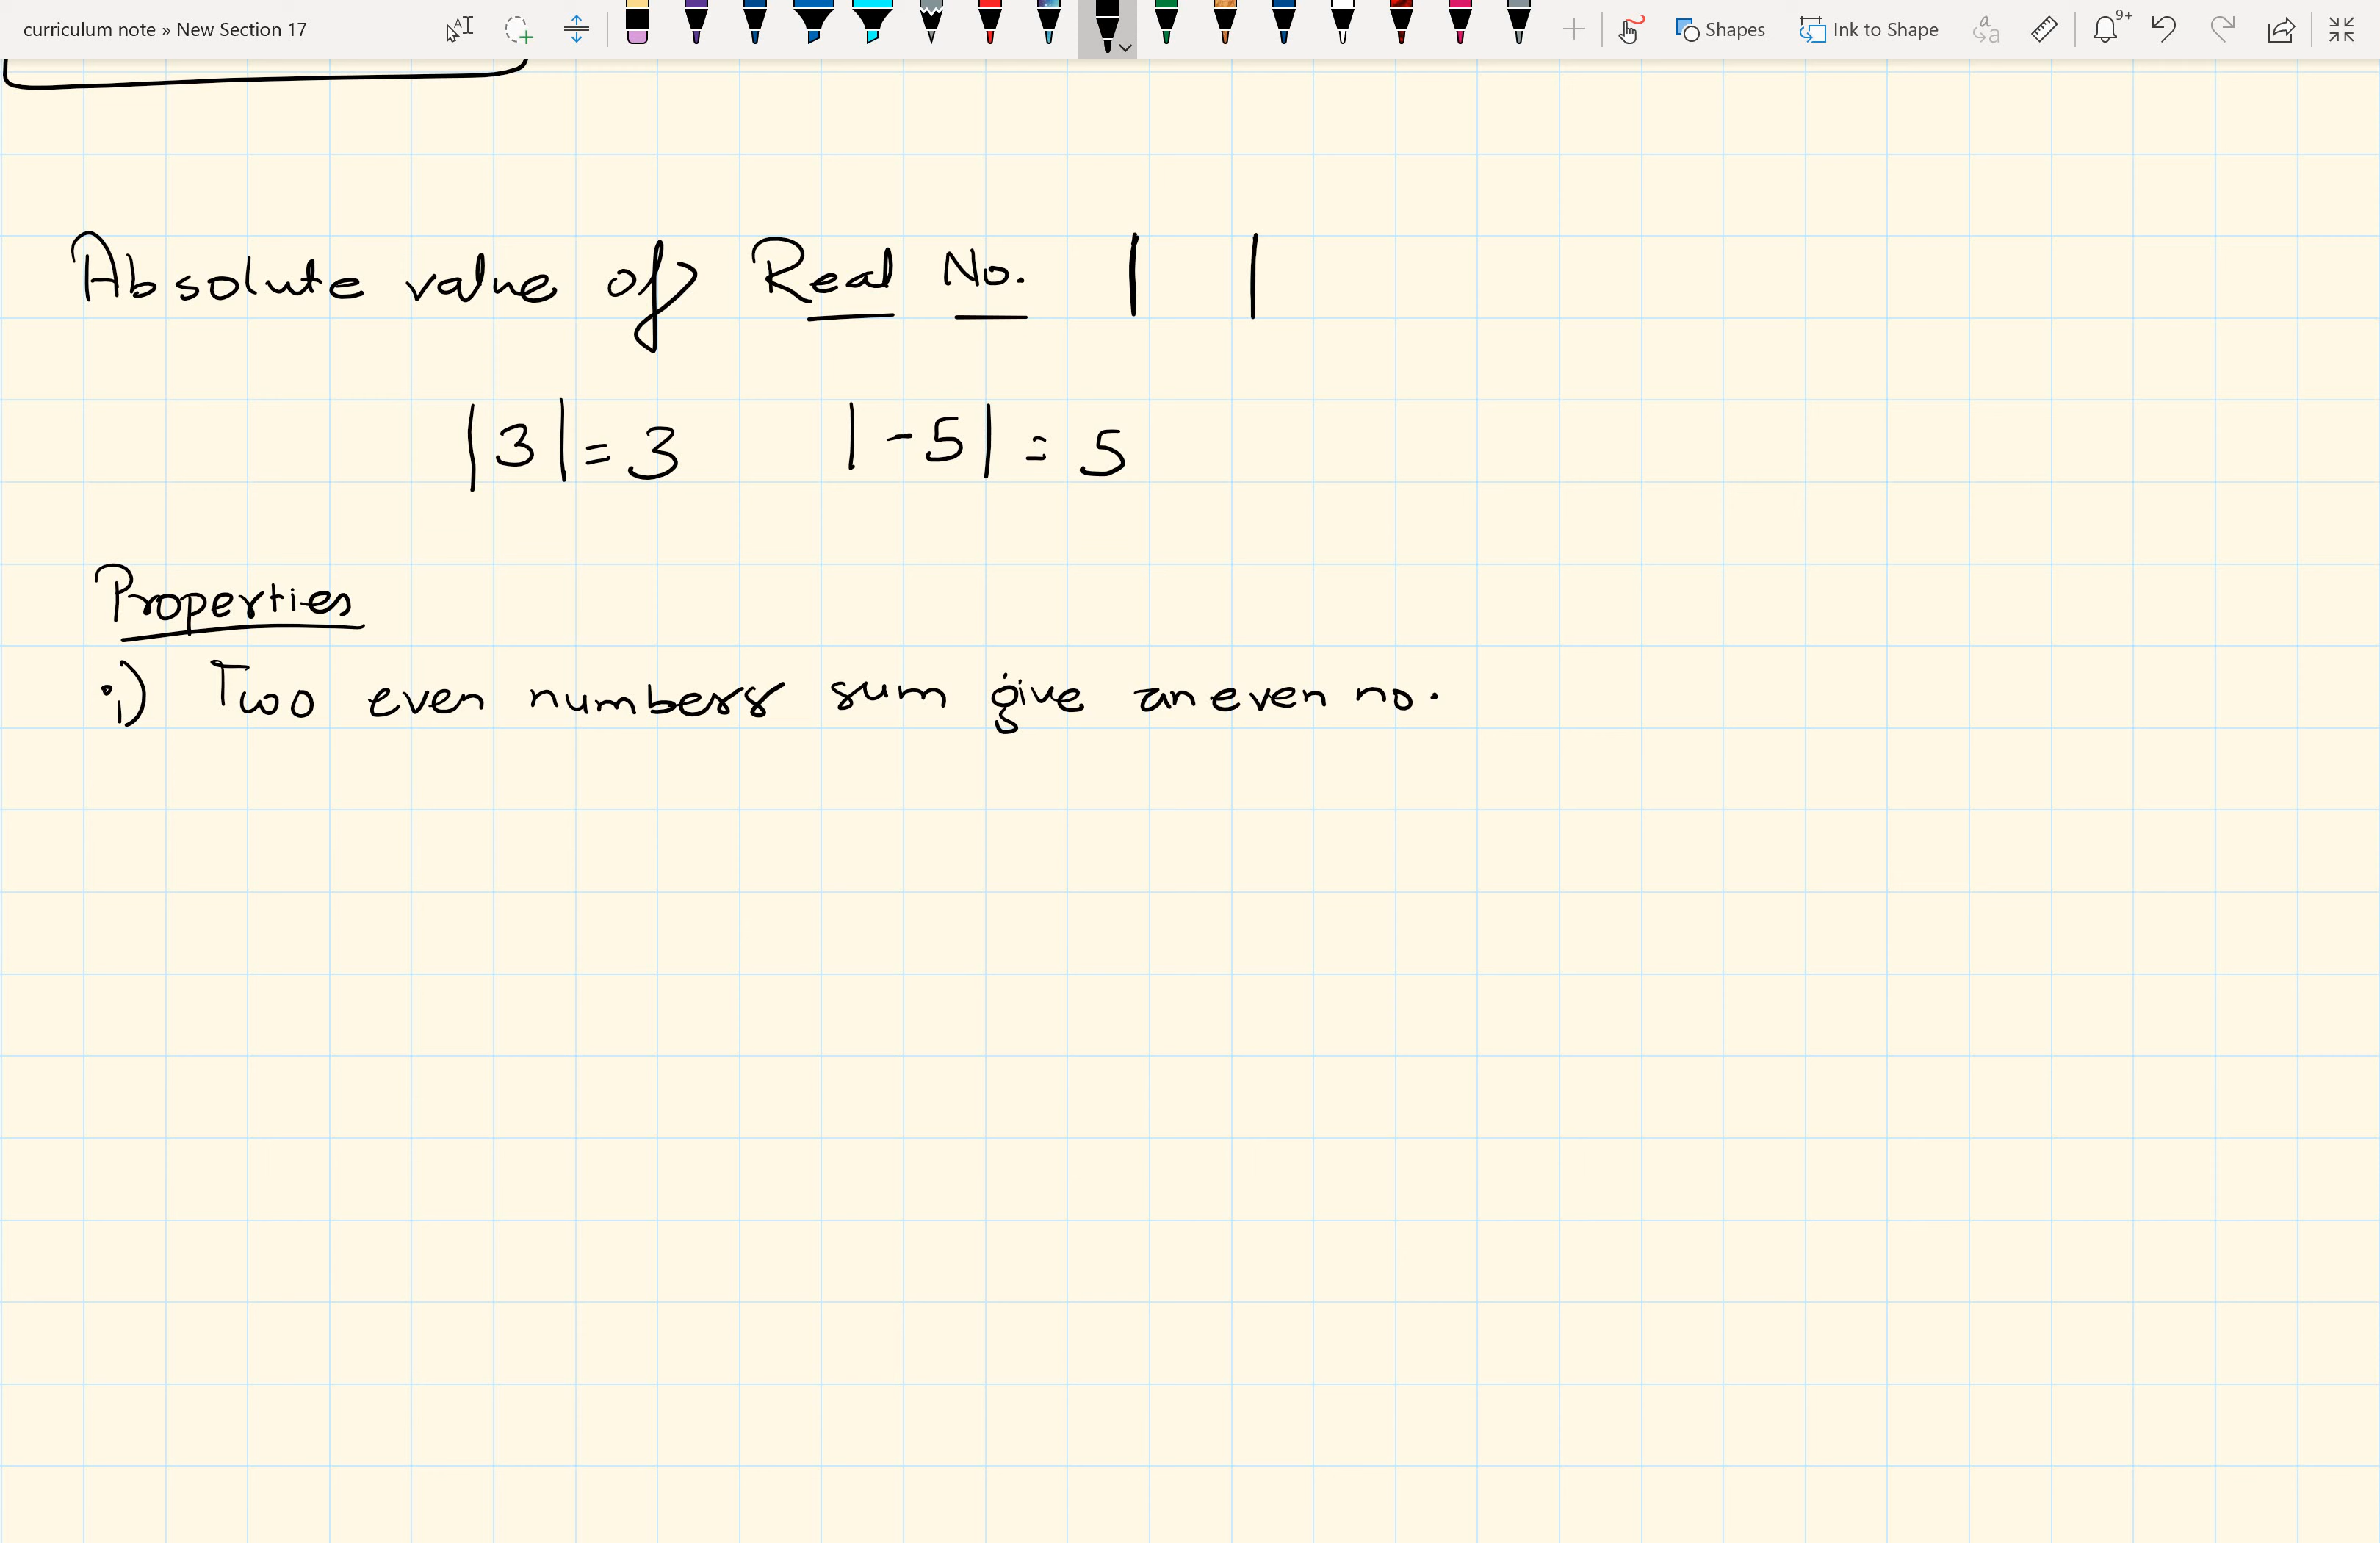 curriculum note » New Section 17
Shapes
Ink to Shape
9+
Absolute value of Real No. | |
|3| = 3 |-5| = 5
Properties
i) Two even numbers sum give an even no.